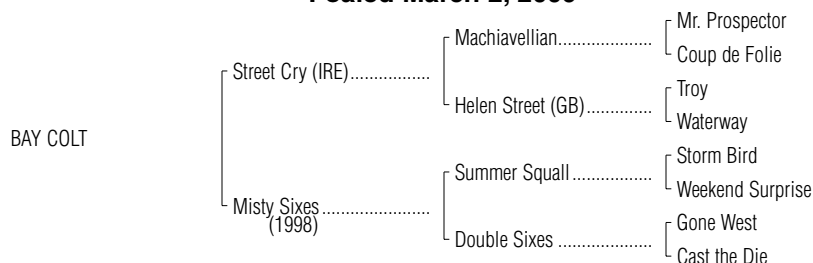 Foaled March 2,
Mr. Prospector
Machiavellian.....................
Coup de Folie
Street Cry (IRE)..................
Troy
Helen Street (GB)...............
Waterway
BAY COLT
Storm Bird
Summer Squall..................
Weekend Surprise
Misty Sixes........................
(1998)
Gone West
Double Sixes .....................
Cast the Die